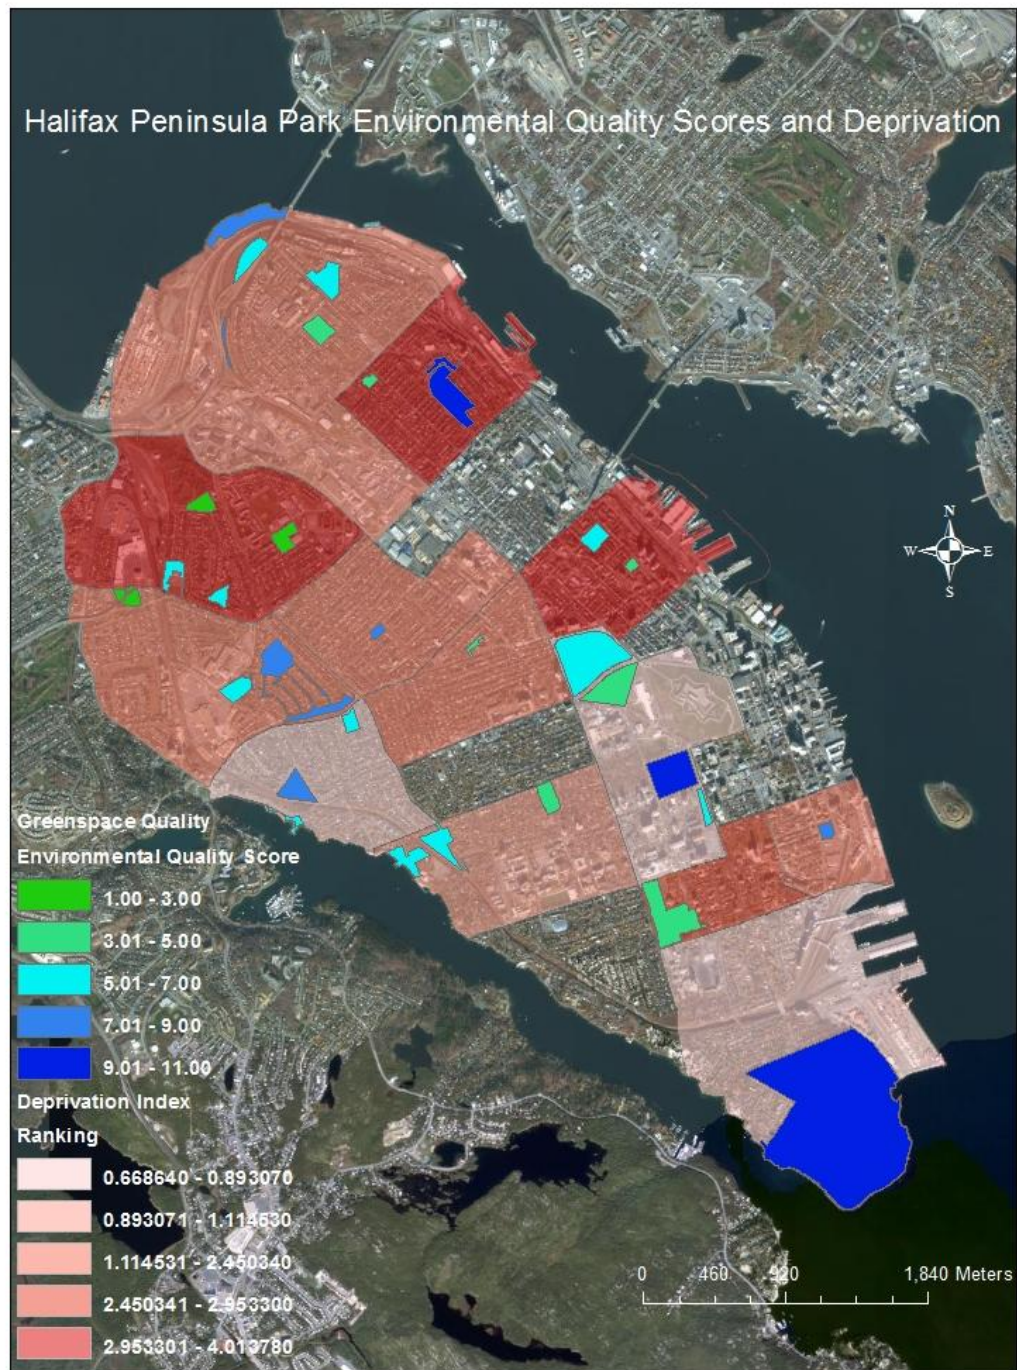 Halifax Peninsula Park Environmental Quality Scores and Deprivation
N
W E
S
Greenspace Quality
Environmental Quality Score
1.00 - 3.00
3.01 - 5.00
5.01 - 7.00
7.01 - 9.00
9.01 - 11.00
Deprivation Index
Ranking
0.668640 - 0.893070
0.893071 - 1.114530
1.114531 - 2.450340
2.450341 - 2.953300
2.953301 - 4.013780
0 460 920 1,840 Meters